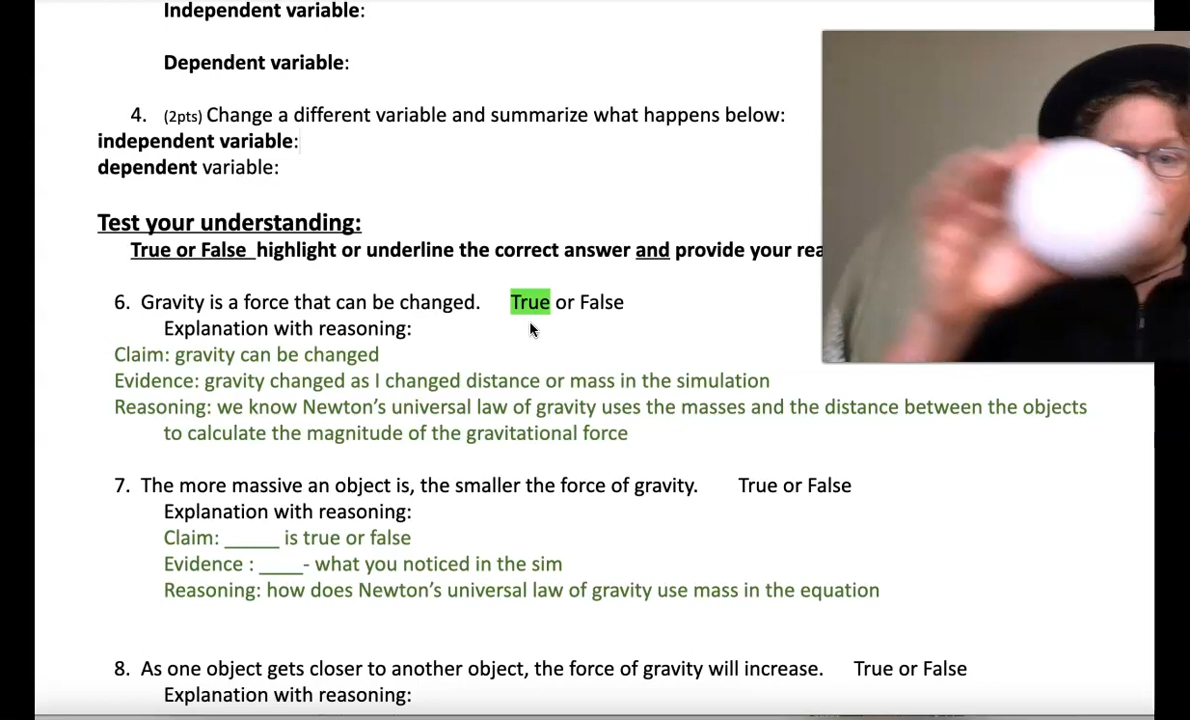 Independent variable:
Dependent variable:
4. (2pts) Change a different variable and summarize what happens below:
independent variable:
dependent variable:
Test your understanding:
True or False highlight or underline the correct answer and provide your rea
6. Gravity is a force that can be changed. True or False
Explanation with reasoning:
Claim: gravity can be changed
Evidence: gravity changed as I changed distance or mass in the simulation
Reasoning: we know Newton's universal law of gravity uses the masses and the distance between the objects
to calculate the magnitude of the gravitational force
7. The more massive an object is, the smaller the force of gravity. True or False
Explanation with reasoning:
Claim: _____ is true or false
Evidence : ____- what you noticed in the sim
Reasoning: how does Newton's universal law of gravity use mass in the equation
8. As one object gets closer to another object, the force of gravity will increase. True or False
Explanation with reasoning: